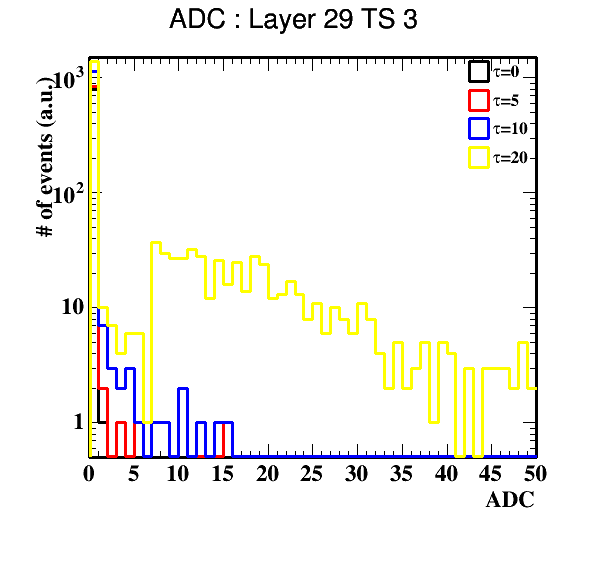 ADC : Layer 29 TS 3
# of events (a.u.)
10³
10²
10
1
τ=0
τ=5
τ=10
τ=20
0 5 10 15 20 25 30 35 40 45 50
ADC